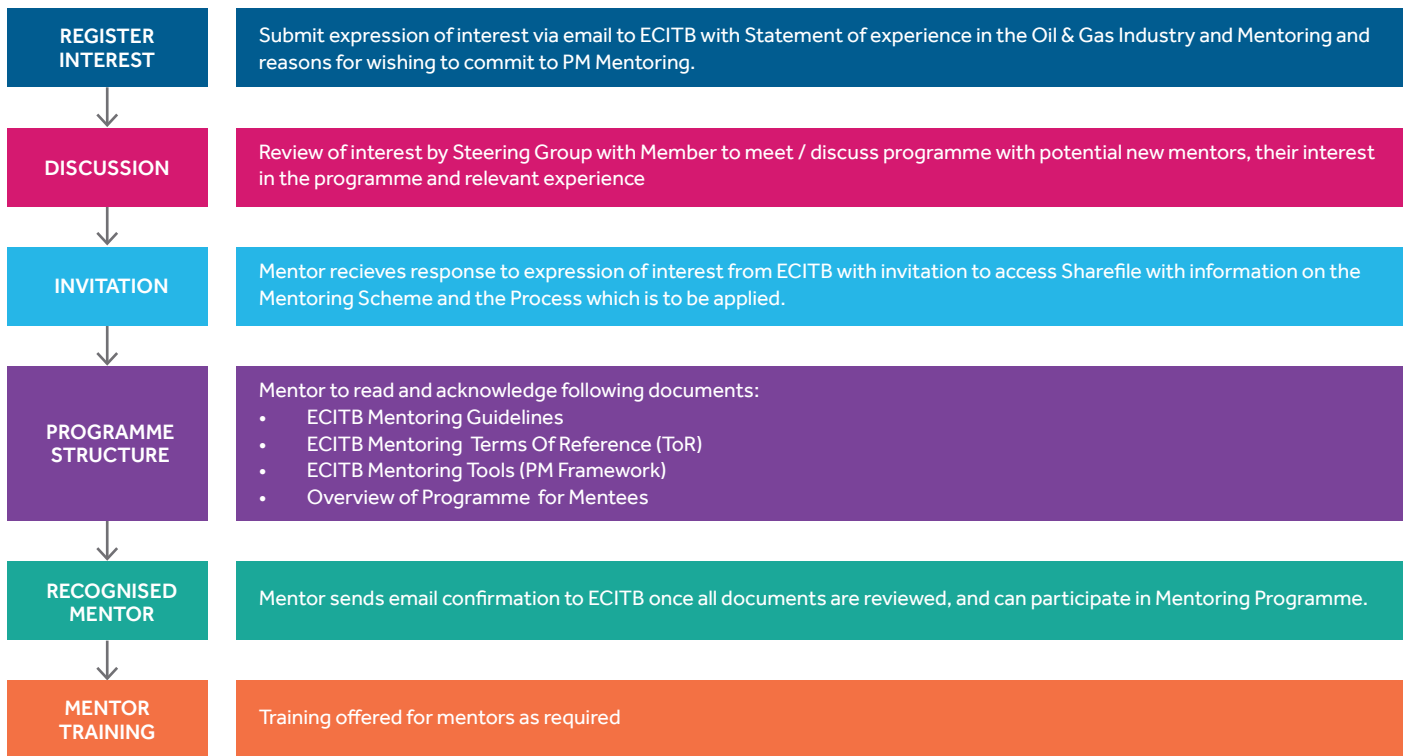 REGISTER
INTEREST
Submit expression of interest via email to ECITB with Statement of experience in the Oil & Gas Industry and Mentoring and
reasons for wishing to commit to PM Mentoring.
DISCUSSION
Review of interest by Steering Group with Member to meet / discuss programme with potential new mentors, their interest
in the programme and relevant experience
INVITATION
Mentor recieves response to expression of interest from ECITB with invitation to access Sharefile with information on the
Mentoring Scheme and the Process which is to be applied.
PROGRAMME
STRUCTURE
Mentor to read and acknowledge following documents:
• ECITB Mentoring Guidelines
• ECITB Mentoring Terms Of Reference (ToR)
• ECITB Mentoring Tools (PM Framework)
• Overview of Programme for Mentees
RECOGNISED
MENTOR
Mentor sends email confirmation to ECITB once all documents are reviewed, and can participate in Mentoring Programme.
MENTOR
TRAINING
Training offered for mentors as required